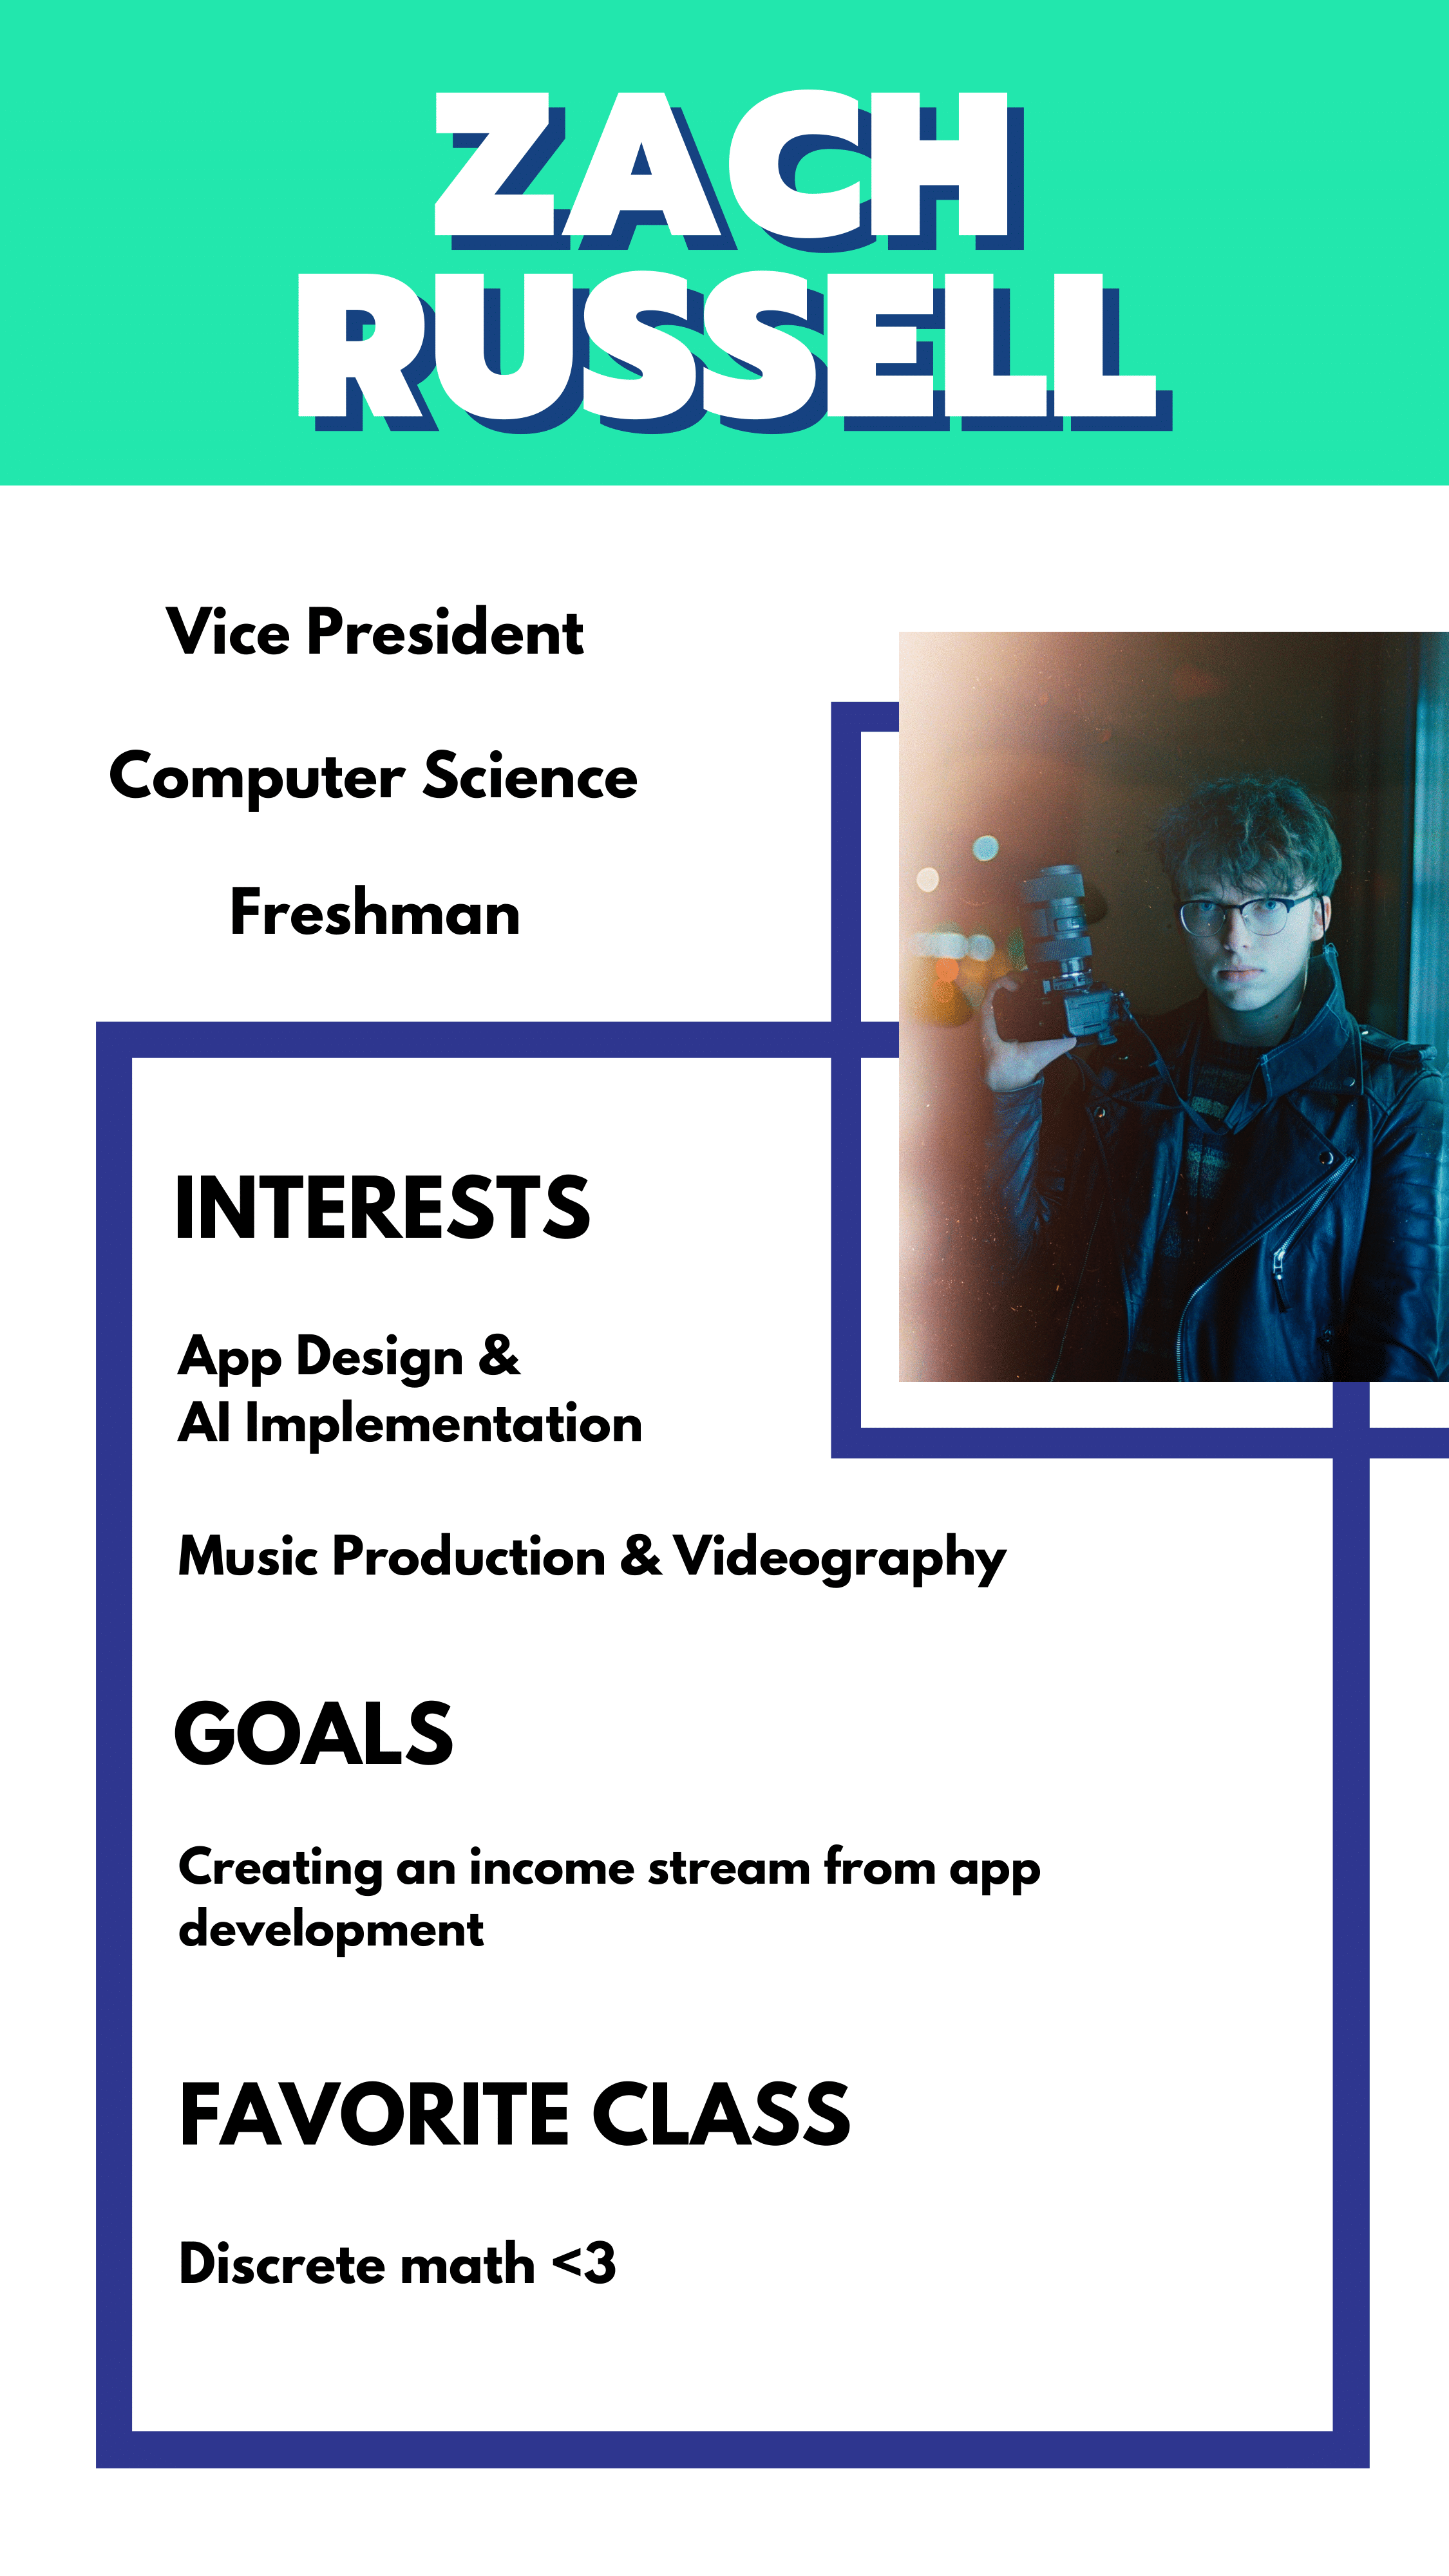 ZACH
RUSSELL
Vice President
Computer Science
Freshman
INTERESTS
App Design &
AI Implementation
Music Production & Videography
GOALS
Creating an income stream from app
development
FAVORITE CLASS
Discrete math <3